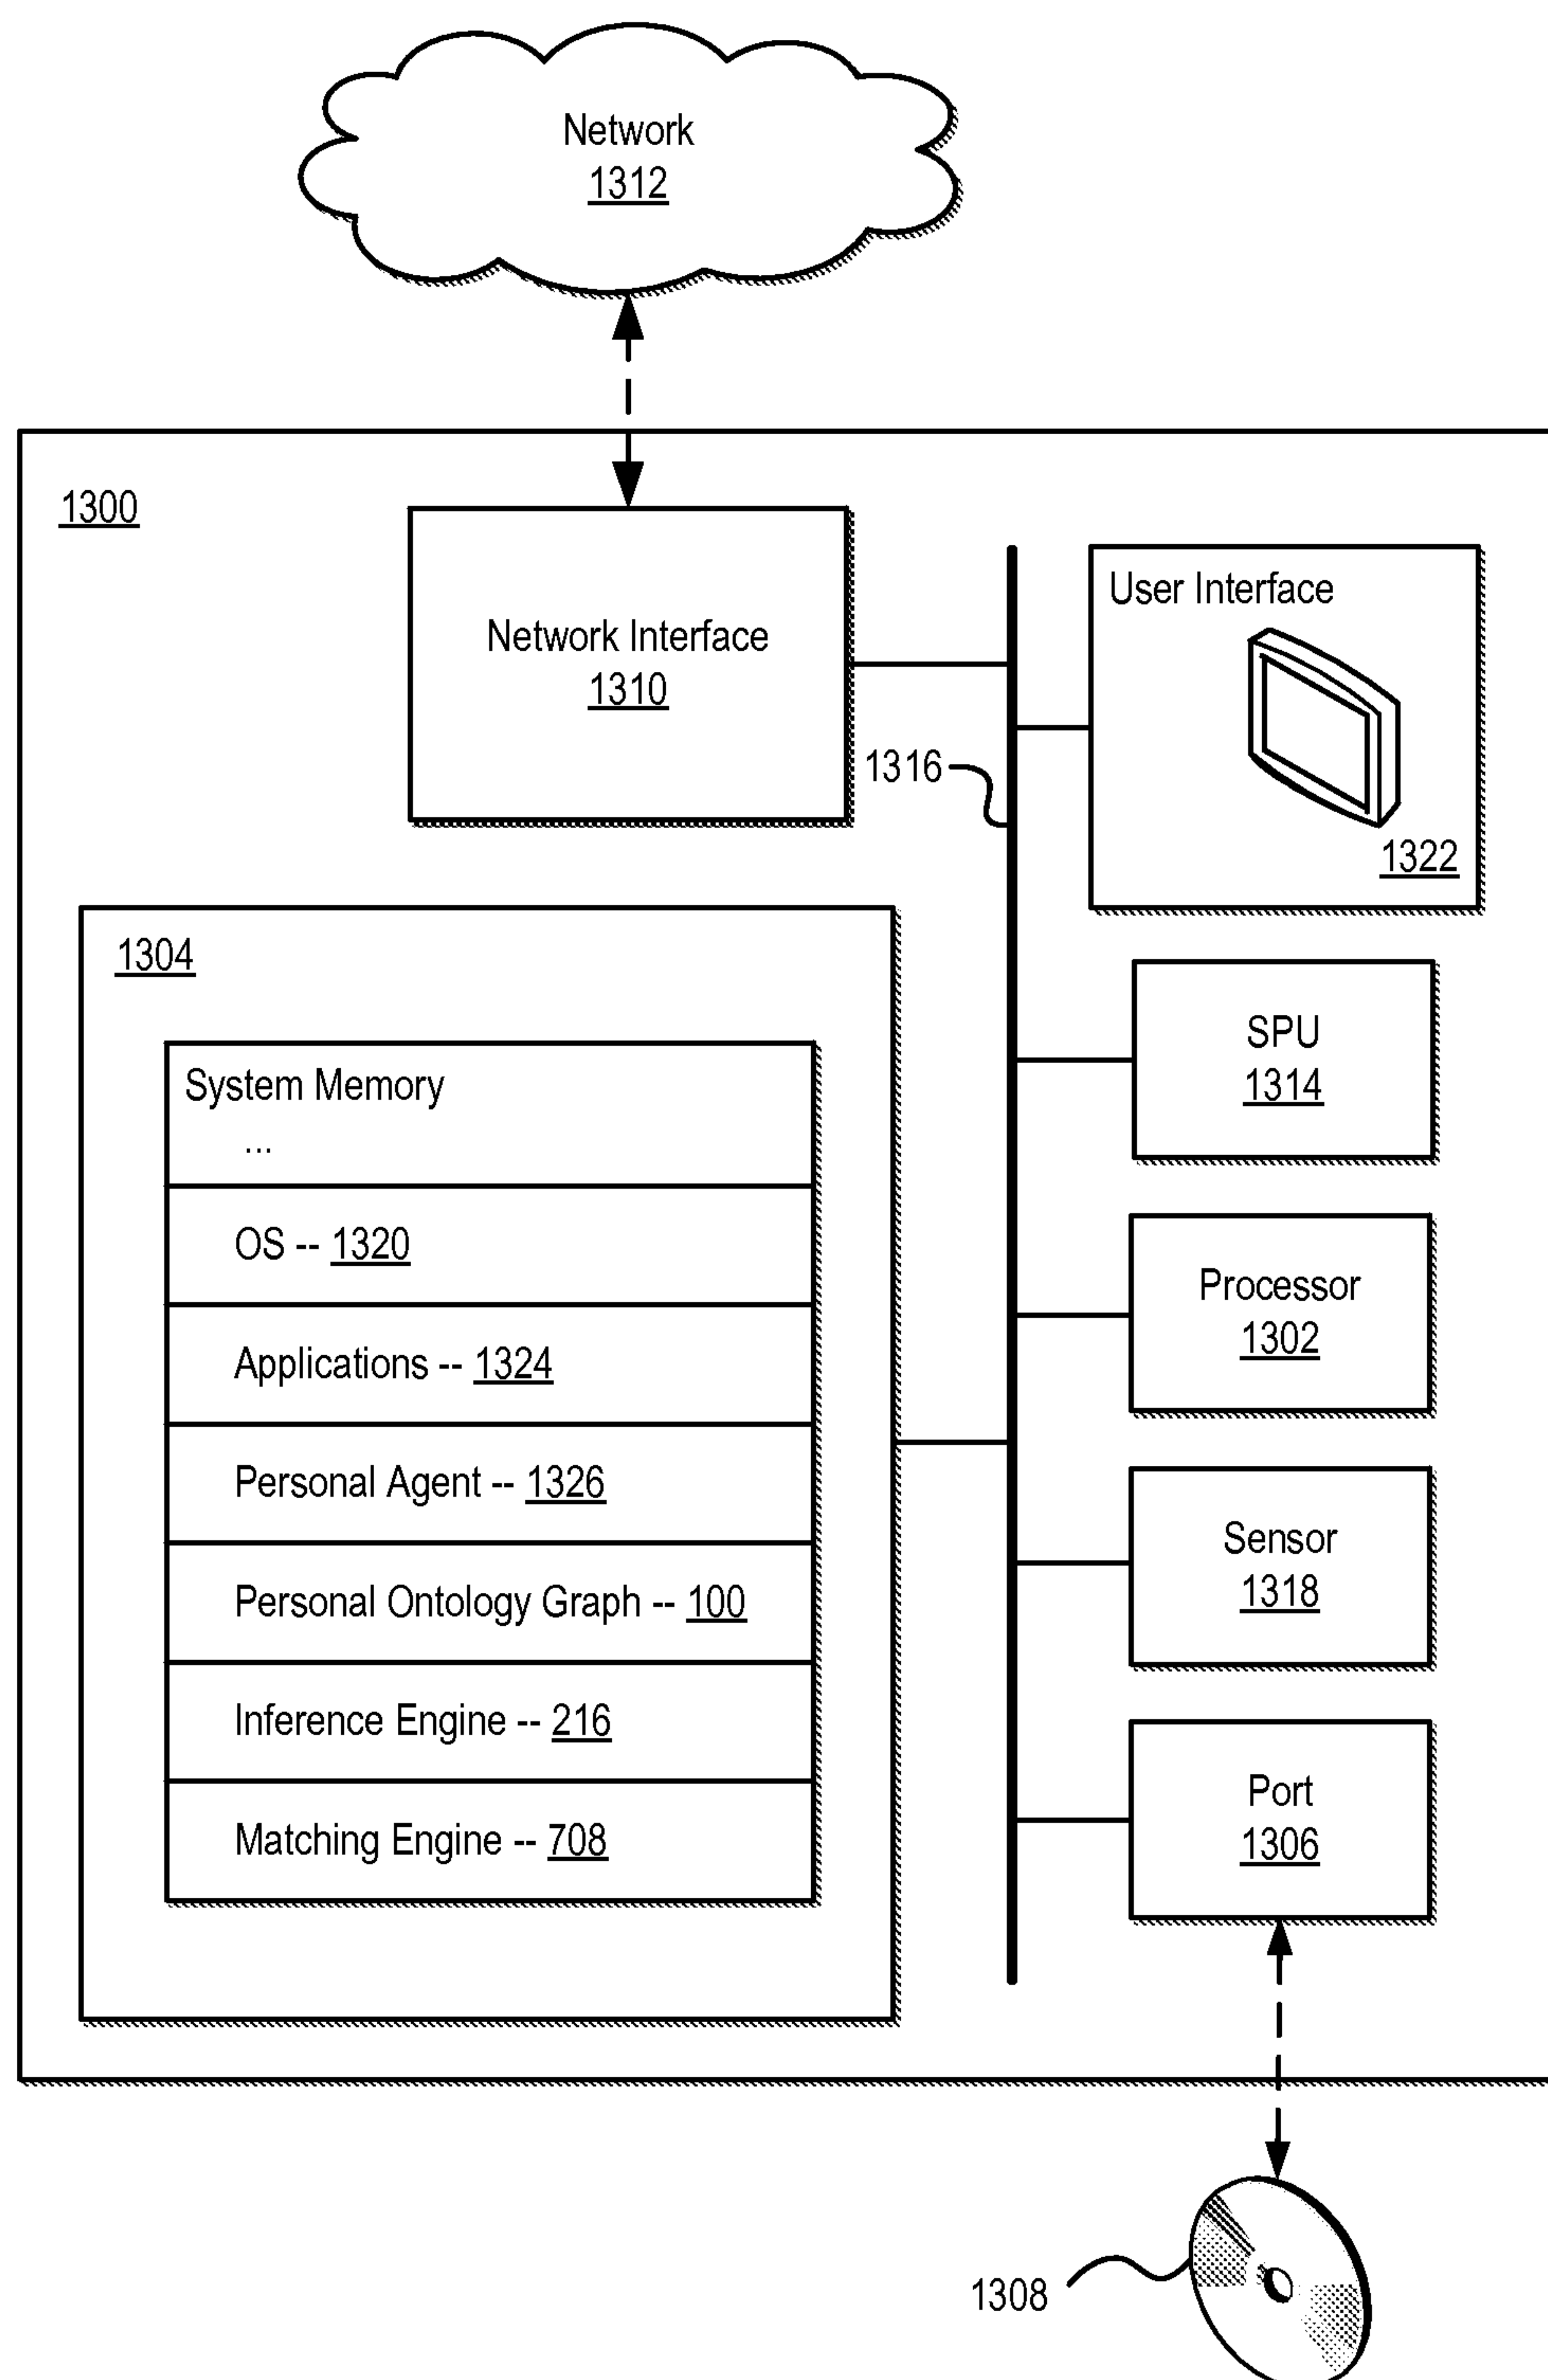 Network
1312
1300
Network Interface
1310
User Interface
1322
1316
1304
System Memory
...
OS -- 1320
Applications -- 1324
Personal Agent -- 1326
Personal Ontology Graph -- 100
Inference Engine -- 216
Matching Engine -- 708
SPU
1314
Processor
1302
Sensor
1318
Port
1306
1308